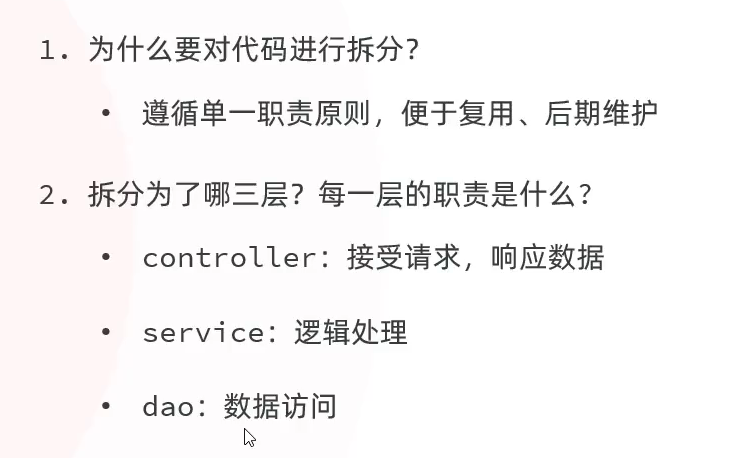 1. 为什么要对代码进行拆分？
• 遵循单一职责原则，便于复用、后期维护
2. 拆分为了哪三层？每一层的职责是什么？
• controller：接受请求，响应数据
• service：逻辑处理
• dao：数据访问